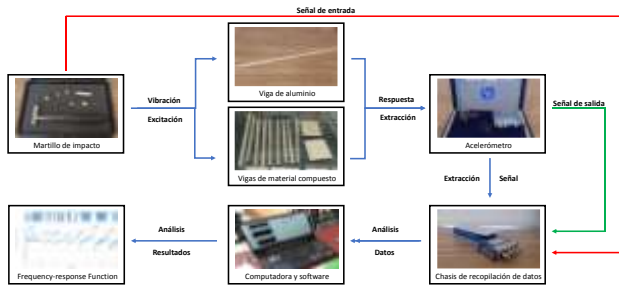 Señal de entrada
Vibración
Excitación
Viga de aluminio
Respuesta
Extracción
Señal de salida
Martillo de impacto
Vigas de material compuesto
Acelerómetro
Extracción
Señal
Análisis
Resultados
Análisis
Datos
Frequency-response Function
Computadora y software
Chasis de recopilación de datos